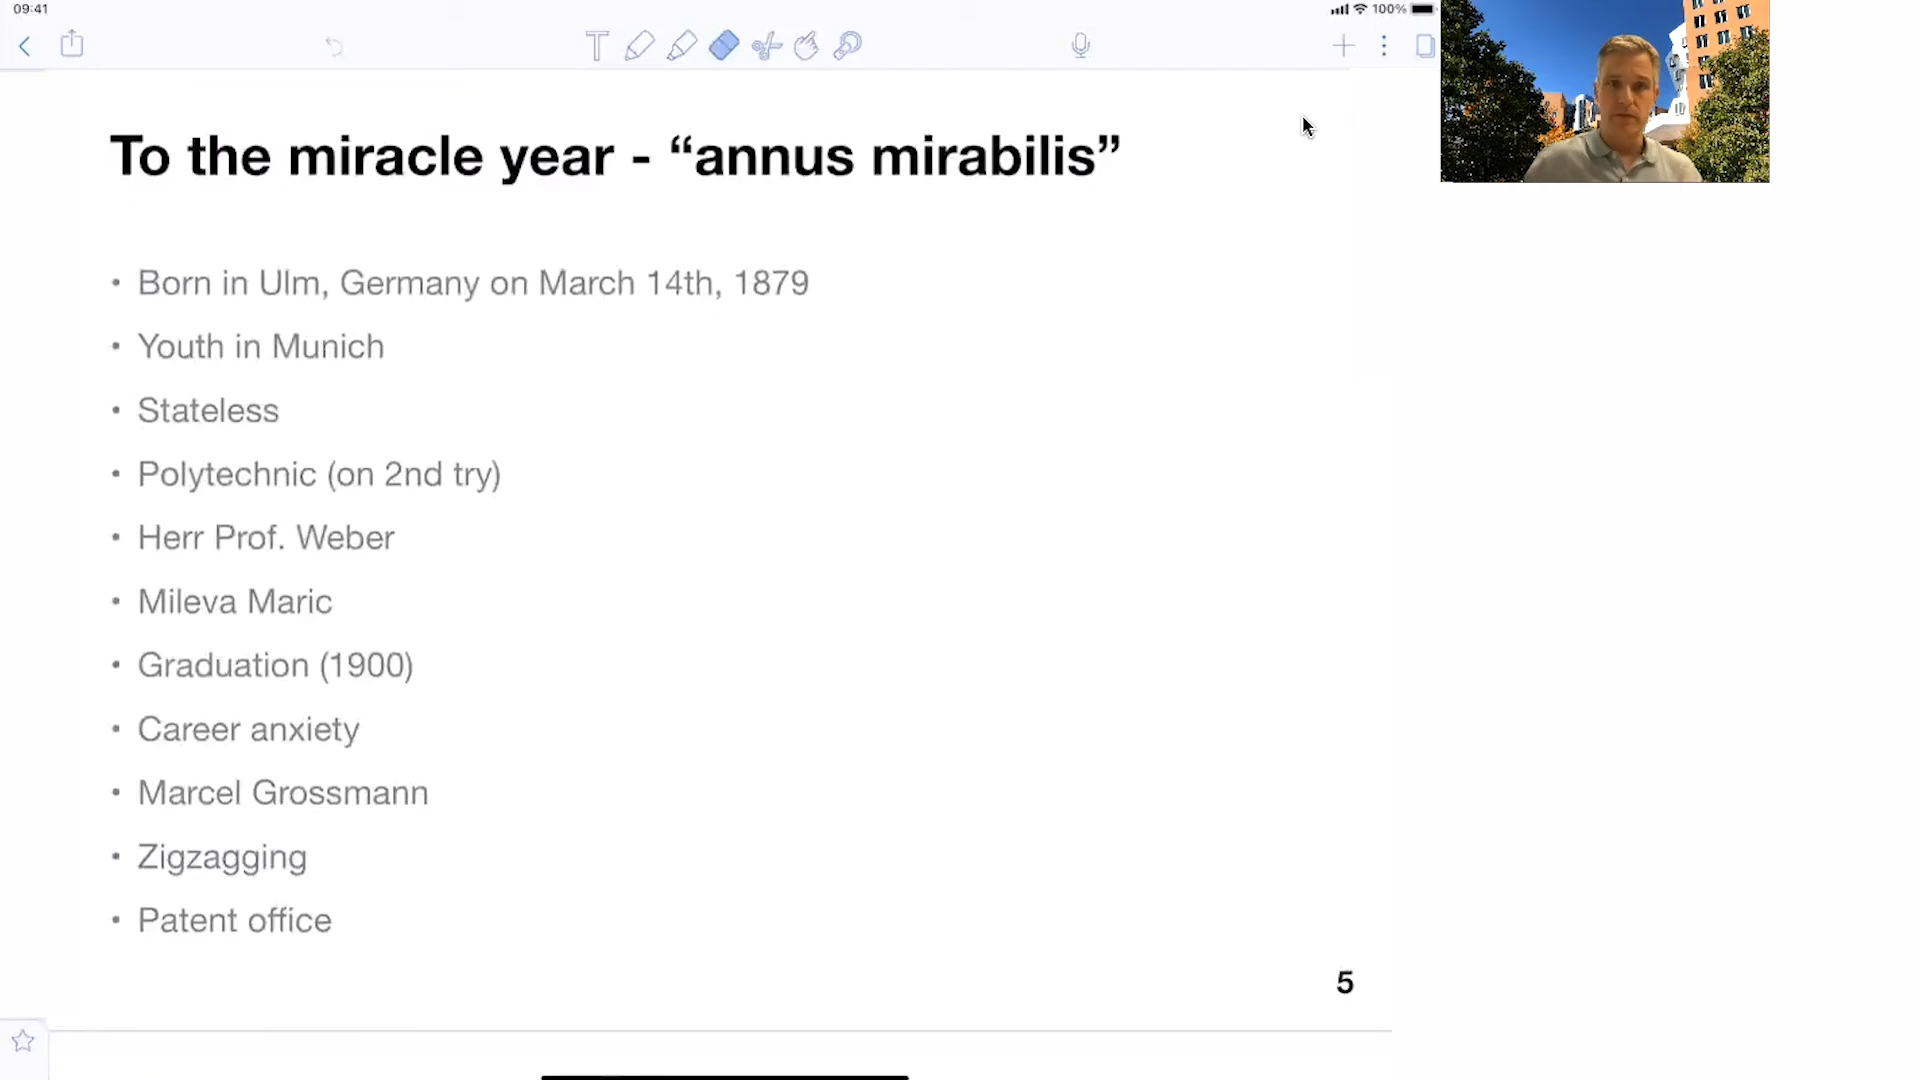 09:41
100%
To the miracle year - “annus mirabilis”
• Born in Ulm, Germany on March 14th, 1879
• Youth in Munich
• Stateless
• Polytechnic (on 2nd try)
• Herr Prof. Weber
• Mileva Maric
• Graduation (1900)
• Career anxiety
• Marcel Grossmann
• Zigzagging
• Patent office
5